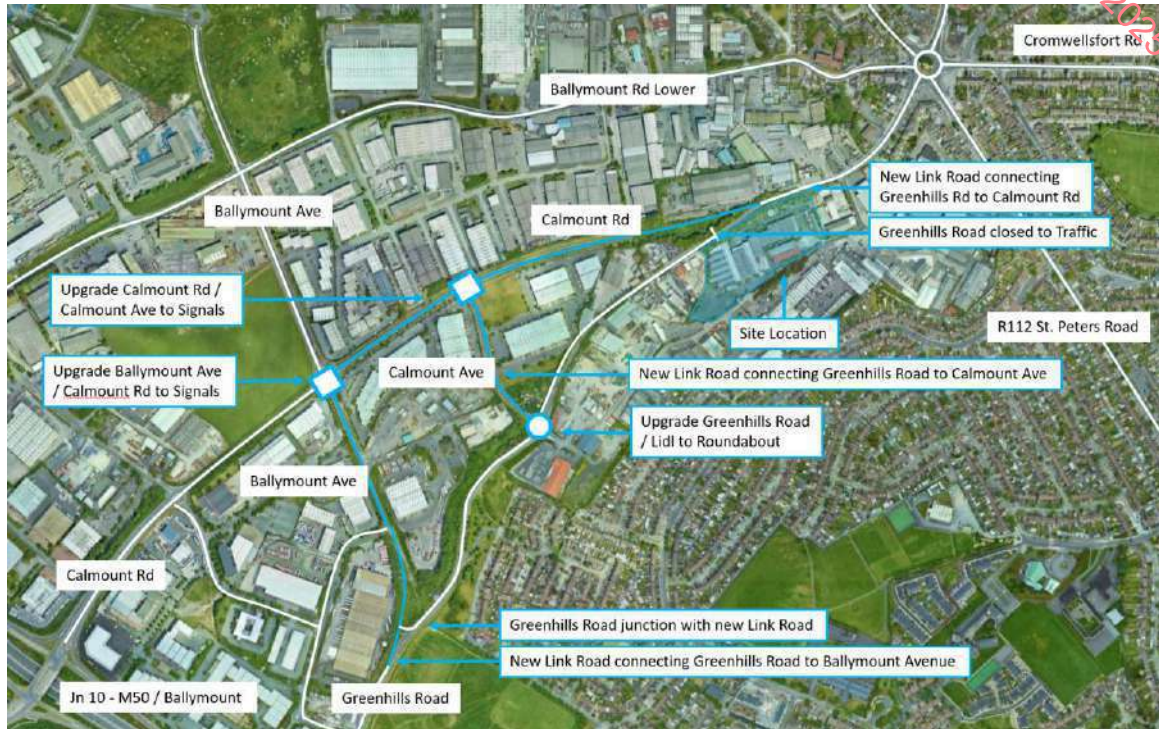 2023
Cromwellsfort Rd
Ballymount Rd Lower
New Link Road connecting
Greenhills Rd to Calmount Rd
Ballymount Ave
Calmount Rd
Greenhills Road closed to Traffic
Upgrade Calmount Rd /
Calmount Ave to Signals
Site Location
R112 St. Peters Road
Upgrade Ballymount Ave
/ Calmount Rd to Signals
Calmount Ave
New Link Road connecting Greenhills Road to Calmount Ave
Upgrade Greenhills Road
/ Lidl to Roundabout
Ballymount Ave
Calmount Rd
Greenhills Road junction with new Link Road
New Link Road connecting Greenhills Road to Ballymount Avenue
Jn 10 - M50 / Ballymount
Greenhills Road